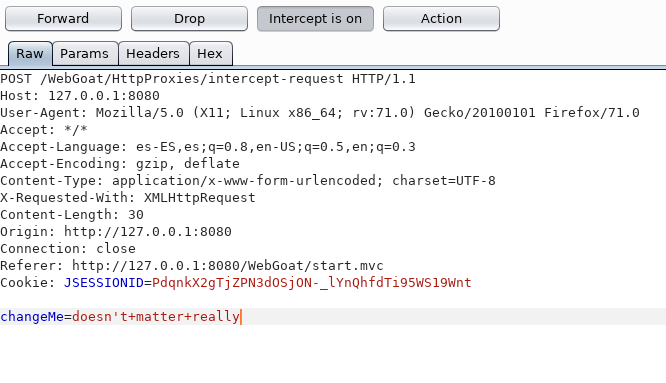 Forward Drop Intercept is on Action
Raw Params Headers Hex
POST /WebGoat/HttpProxies/intercept-request HTTP/1.1
Host: 127.0.0.1:8080
User-Agent: Mozilla/5.0 (X11; Linux x86_64; rv:71.0) Gecko/20100101 Firefox/71.0
Accept: */*
Accept-Language: es-ES,es;q=0.8,en-US;q=0.5,en;q=0.3
Accept-Encoding: gzip, deflate
Content-Type: application/x-www-form-urlencoded; charset=UTF-8
X-Requested-With: XMLHttpRequest
Content-Length: 30
Origin: http://127.0.0.1:8080
Connection: close
Referer: http://127.0.0.1:8080/WebGoat/start.mvc
Cookie: JSESSIONID=PdqnkX2gTjZPN3dOSjON-_lYnQhfdTi95WS19Wnt
changeMe=doesn't+matter+really